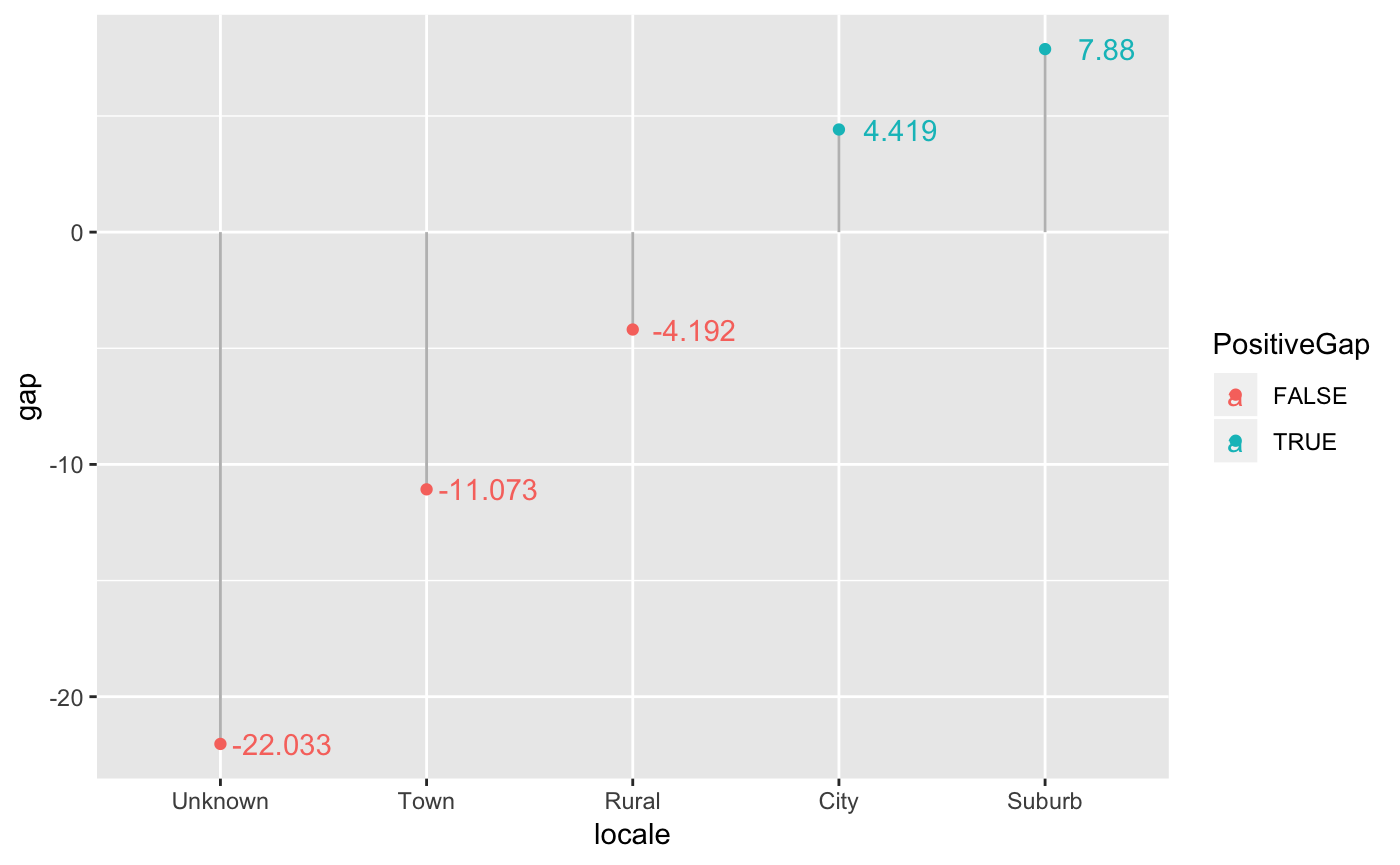 7.88
4.419
0
-4.192
PositiveGap
a FALSE
a TRUE
gap
-10
-11.073
-20
-22.033
Unknown Town Rural City Suburb
locale